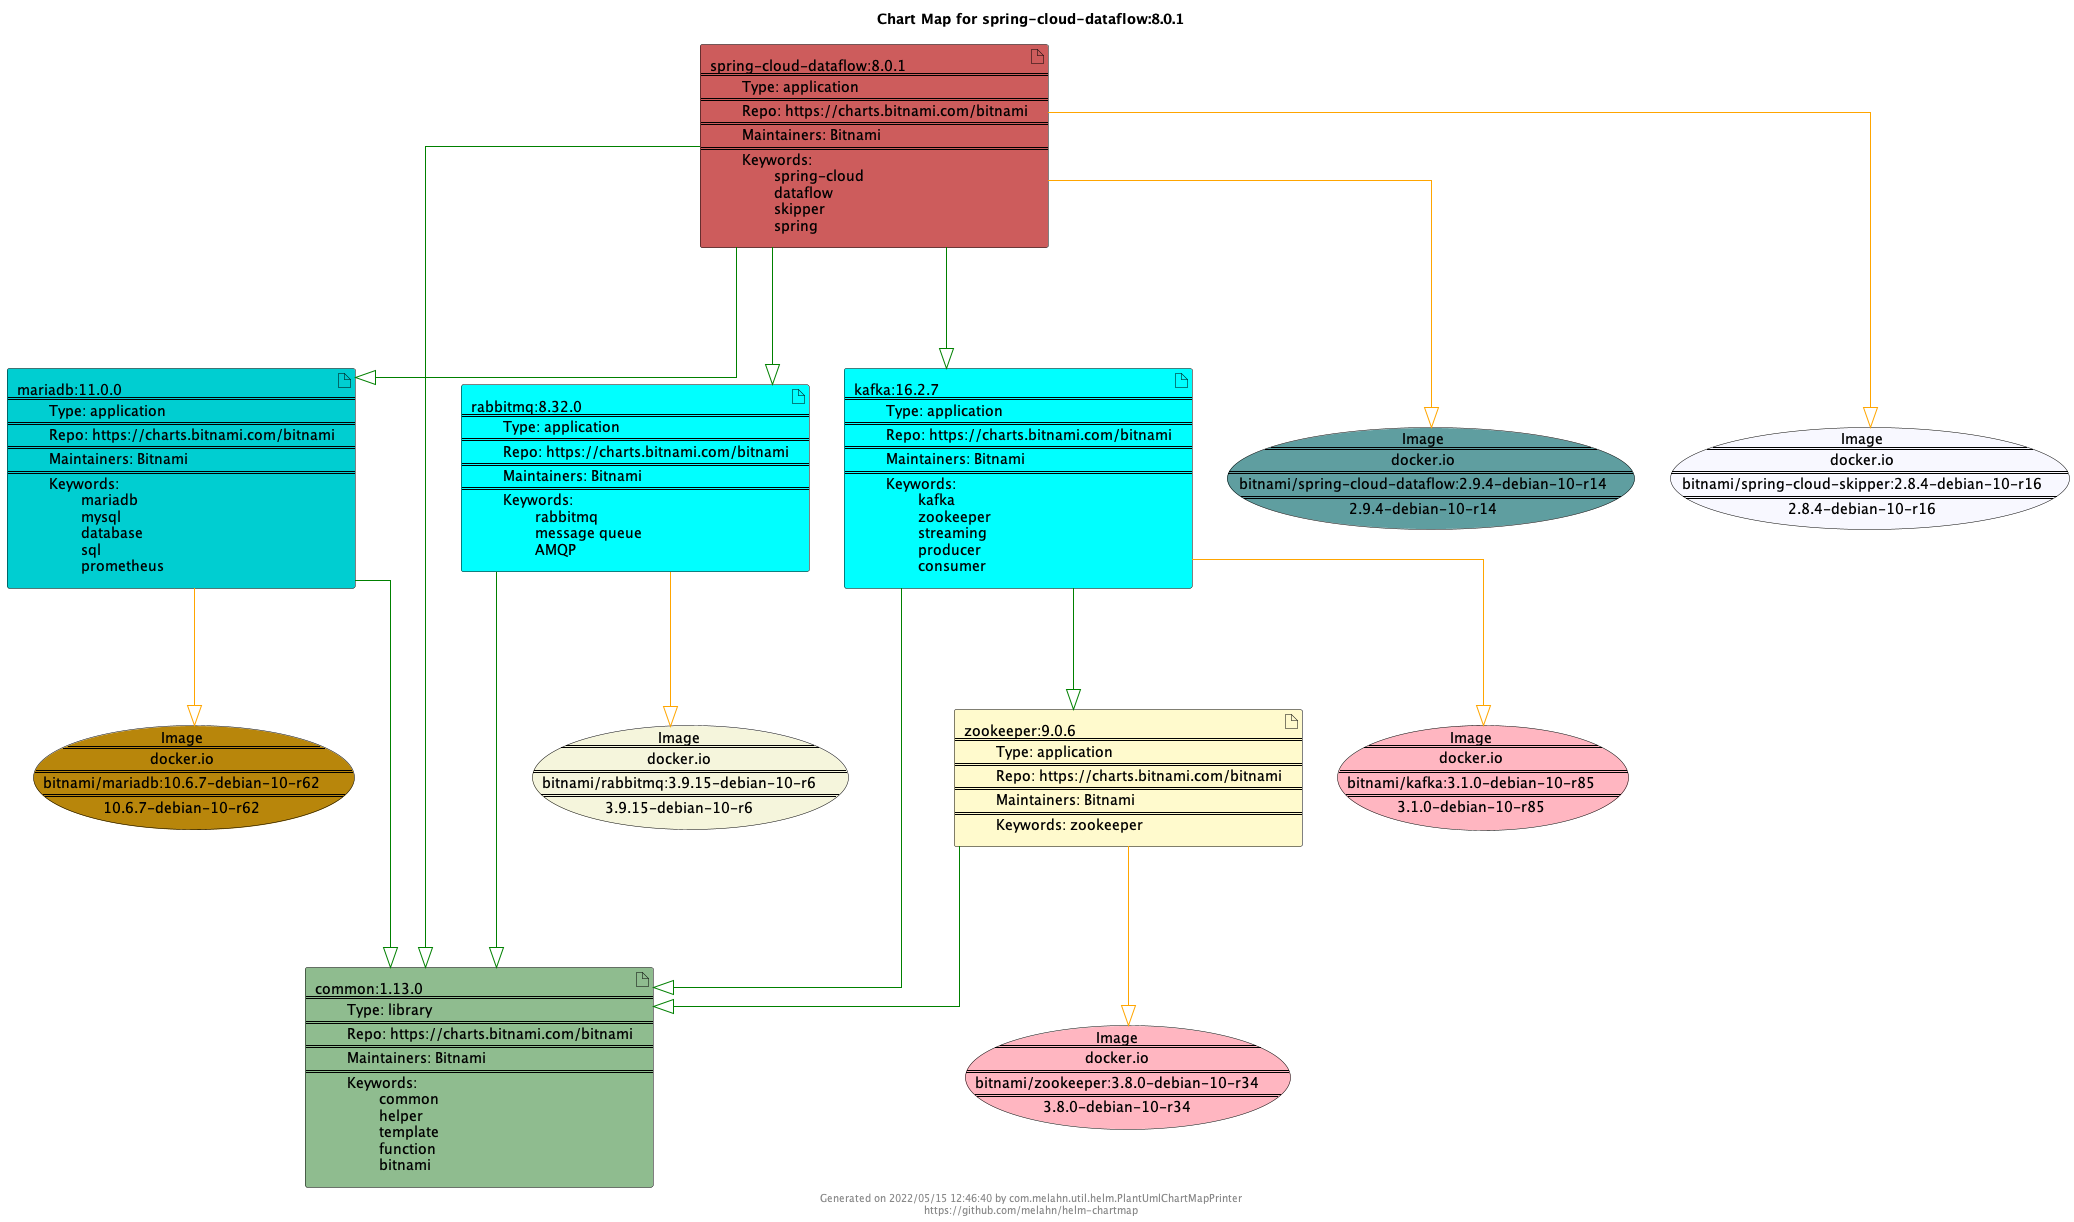 Chart Map for spring-cloud-dataflow:8.0.1
spring-cloud-dataflow:8.0.1
Type: application
Repo: https://charts.bitnami.com/bitnami
Maintainers: Bitnami
Keywords:
spring-cloud
dataflow
skipper
spring
mariadb:11.0.0
Type: application
Repo: https://charts.bitnami.com/bitnami
Maintainers: Bitnami
Keywords:
mariadb
mysql
database
sql
prometheus
rabbitmq:8.32.0
Type: application
Repo: https://charts.bitnami.com/bitnami
Maintainers: Bitnami
Keywords:
rabbitmq
message queue
AMQP
kafka:16.2.7
Type: application
Repo: https://charts.bitnami.com/bitnami
Maintainers: Bitnami
Keywords:
kafka
zookeeper
streaming
producer
consumer
Image
docker.io
bitnami/spring-cloud-dataflow:2.9.4-debian-10-r14
2.9.4-debian-10-r14
Image
docker.io
bitnami/spring-cloud-skipper:2.8.4-debian-10-r16
2.8.4-debian-10-r16
Image
docker.io
bitnami/mariadb:10.6.7-debian-10-r62
10.6.7-debian-10-r62
Image
docker.io
bitnami/rabbitmq:3.9.15-debian-10-r6
3.9.15-debian-10-r6
zookeeper:9.0.6
Type: application
Repo: https://charts.bitnami.com/bitnami
Maintainers: Bitnami
Keywords: zookeeper
Image
docker.io
bitnami/kafka:3.1.0-debian-10-r85
3.1.0-debian-10-r85
common:1.13.0
Type: library
Repo: https://charts.bitnami.com/bitnami
Maintainers: Bitnami
Keywords:
common
helper
template
function
bitnami
Image
docker.io
bitnami/zookeeper:3.8.0-debian-10-r34
3.8.0-debian-10-r34
Generated on 2022/05/15 12:46:40 by com.melahn.util.helm.PlantUmlChartMapPrinter
https://github.com/melahn/helm-chartmap